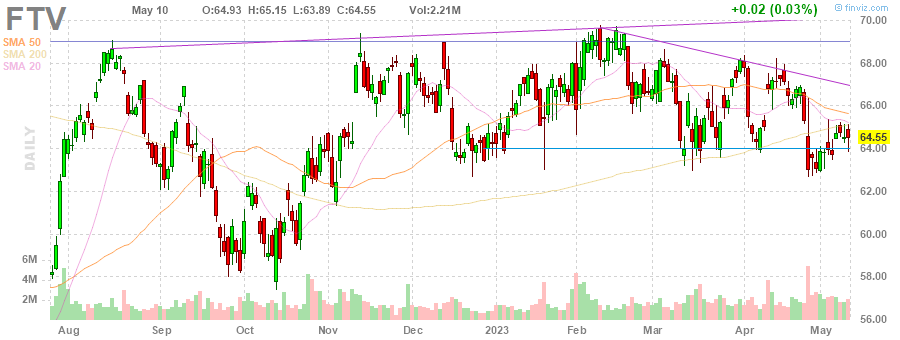 FTV May 10 O:64.93 H:65.15 L:63.89 C:64.55 Vol:2.21M +0.02 (0.03%) @ finviz.com
SMA 50
SMA 200
SMA 20
DAILY
70.00
68.00
66.00
64.55
64.00
62.00
60.00
58.00
56.00
6M
4M
2M
Aug Sep Oct Nov Dec 2023 Feb Mar Apr May